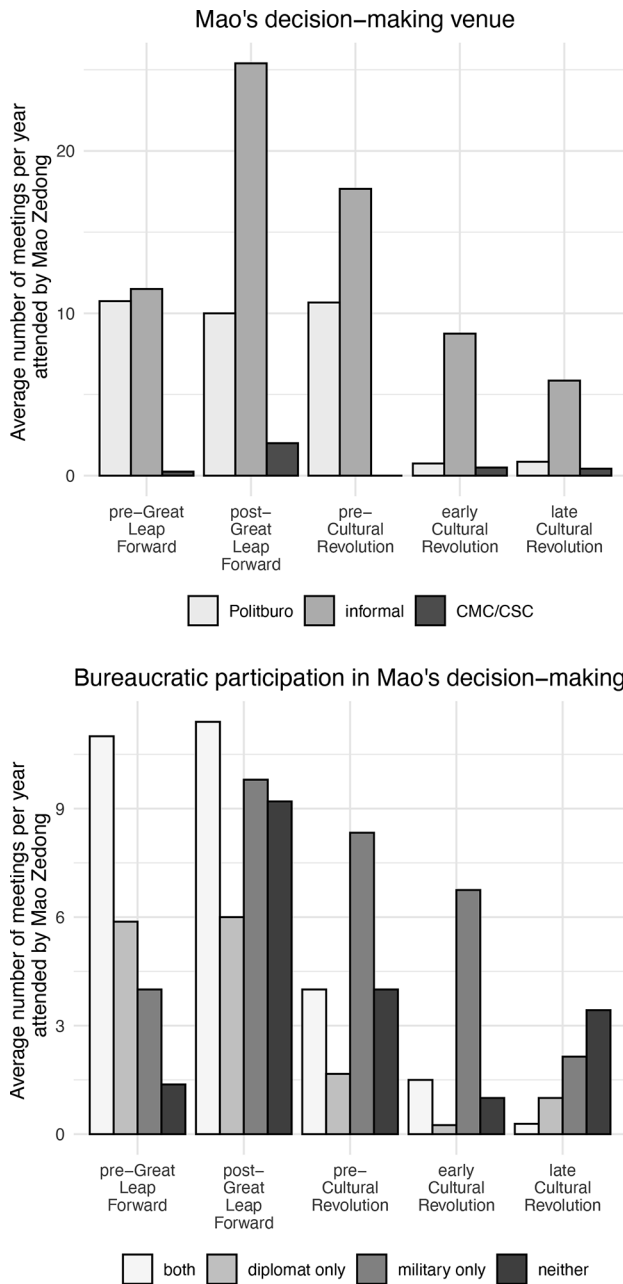 Mao's decision−making venue
Average number of meetings per year
attended by Mao Zedong
20
10
0
pre−Great
Leap
Forward
post−
Great
Leap
Forward
pre−
Cultural
Revolution
early
Cultural
Revolution
late
Cultural
Revolution
Politburo informal CMC/CSC
Bureaucratic participation in Mao's decision−making
Average number of meetings per year
attended by Mao Zedong
9
6
3
0
pre−Great
Leap
Forward
post−
Great
Leap
Forward
pre−
Cultural
Revolution
early
Cultural
Revolution
late
Cultural
Revolution
both diplomat only military only neither